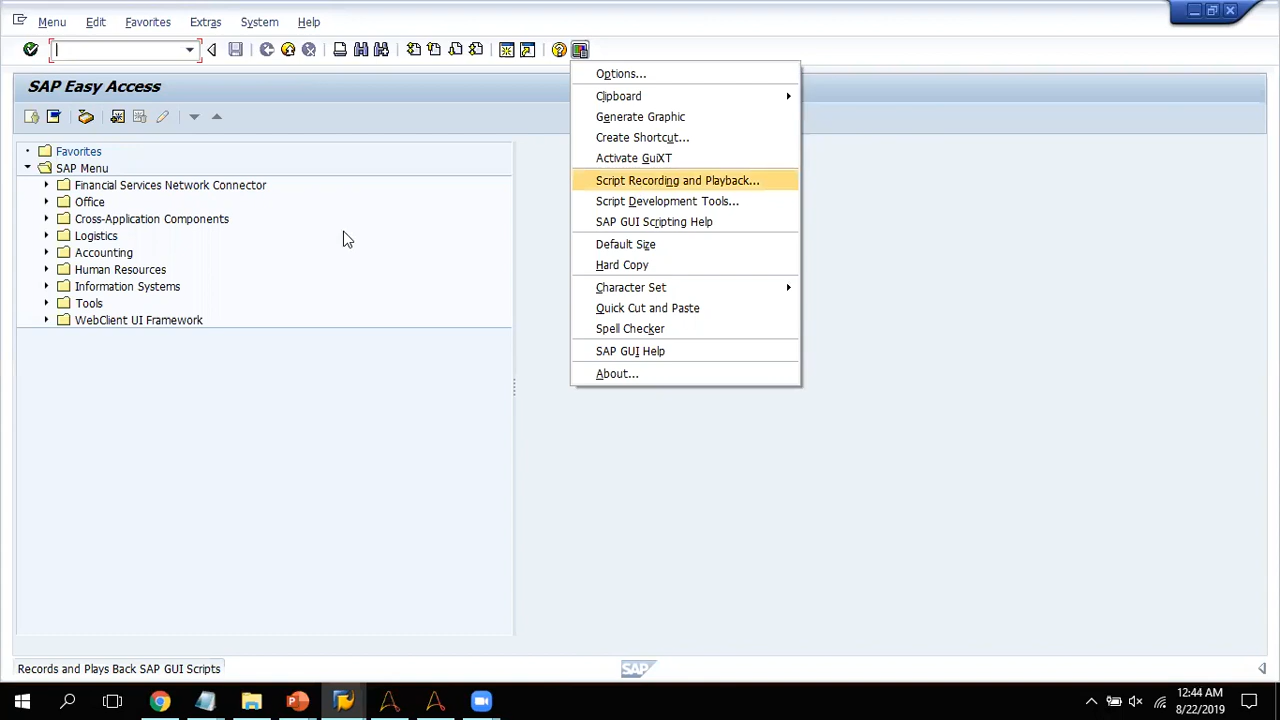 Menu Edit Favorites Extras System Help
SAP Easy Access
Favorites
SAP Menu
Financial Services Network Connector
Office
Cross-Application Components
Logistics
Accounting
Human Resources
Information Systems
Tools
WebClient UI Framework
Options...
Clipboard
Generate Graphic
Create Shortcut...
Activate GuiXT
Script Recording and Playback...
Script Development Tools...
SAP GUI Scripting Help
Default Size
Hard Copy
Character Set
Quick Cut and Paste
Spell Checker
SAP GUI Help
About...
Records and Plays Back SAP GUI Scripts
SAP
12:44 AM
8/22/2019